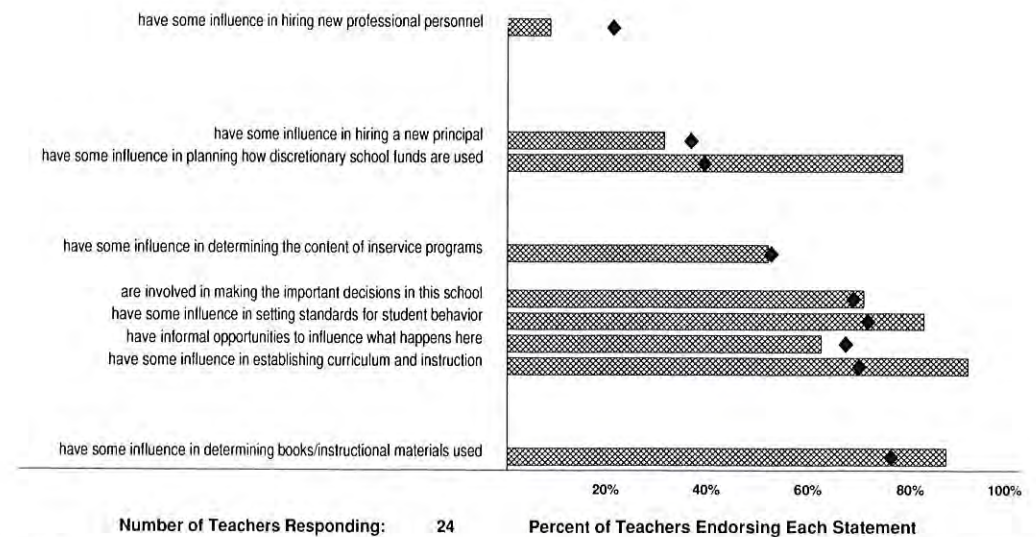 have some influence in hiring new professional personnel
have some influence in hiring a new principal
have some influence in planning how discretionary school funds are used
have some influence in determining the content of inservice programs
are involved in making the important decisions in this school
have some influence in setting standards for student behavior
have informal opportunities to influence what happens here
have some influence in establishing curriculum and instruction
have some influence in determining books/instructional materials used
20% 40% 60% 80% 100%
Number of Teachers Responding: 24 Percent of Teachers Endorsing Each Statement